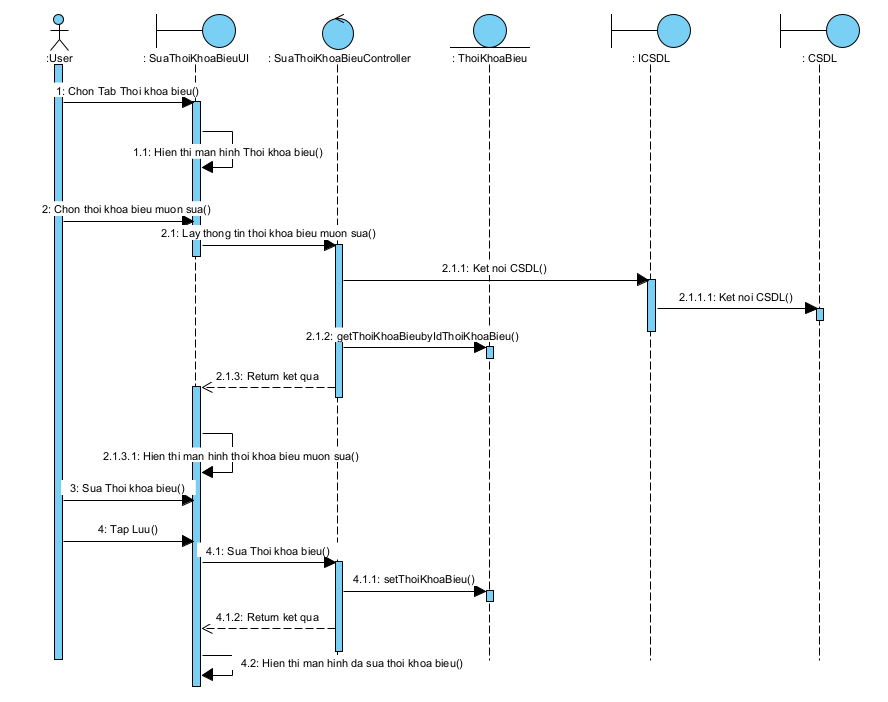 :User
: SuaThoiKhoaBieuUI
: SuaThoiKhoaBieuController
: ThoiKhoaBieu
: ICSDL
: CSDL
1: Chon Tab Thoi khoa bieu()
1.1: Hien thi man hinh Thoi khoa bieu()
2: Chon thoi khoa bieu muon sua()
2.1: Lay thong tin thoi khoa bieu muon sua()
2.1.1: Ket noi CSDL()
2.1.1.1: Ket noi CSDL()
2.1.2: getThoiKhoaBieubyIdThoiKhoaBieu()
2.1.3: Return ket qua
2.1.3.1: Hien thi man hinh thoi khoa bieu muon sua()
3: Sua Thoi khoa bieu()
4: Tap Luu()
4.1: Sua Thoi khoa bieu()
4.1.1: setThoiKhoaBieu()
4.1.2: Return ket qua
4.2: Hien thi man hinh da sua thoi khoa bieu()